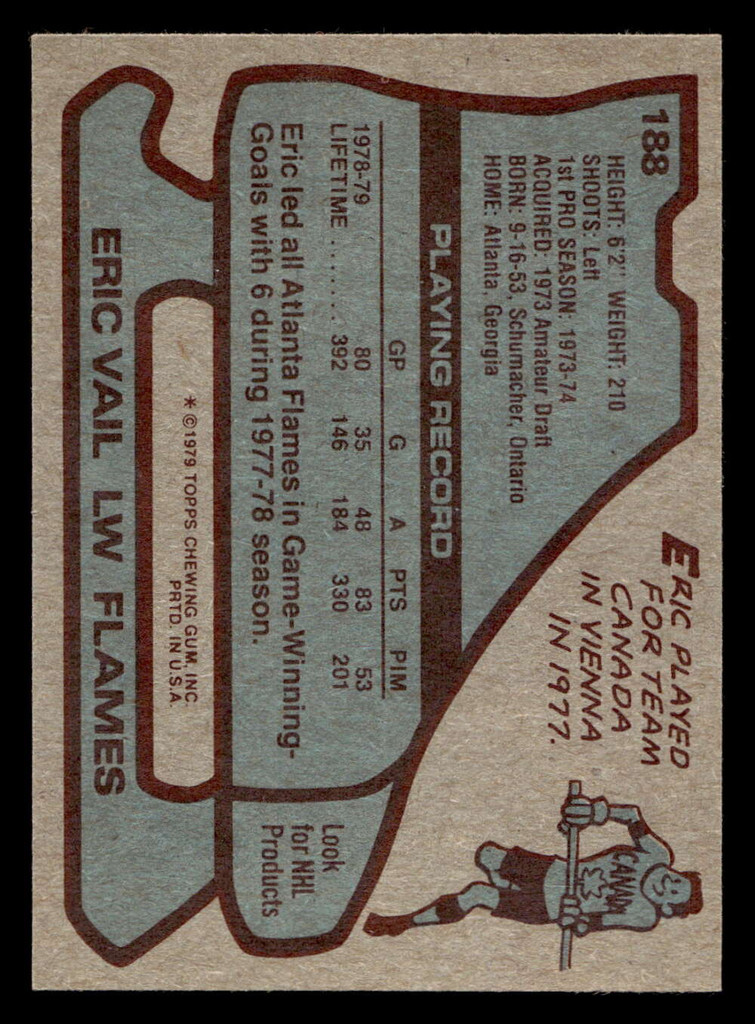 188
HEIGHT: 6'2" WEIGHT: 210
SHOOTS: Left
1st PRO SEASON: 1973-74
ACQUIRED: 1973 Amateur Draft
BORN: 9-16-53, Schumacher, Ontario
HOME: Atlanta, Georgia
ERIC PLAYED
FOR TEAM
CANADA
IN VIENNA
IN 1977.
CANADA
PLAYING RECORD
GP G A PTS PIM
1978-79 80 35 48 83 53
LIFETIME ........ 392 146 184 330 201
Eric led all Atlanta Flames in Game-Winning-
Goals with 6 during 1977-78 season.
Look
for NHL
Products
*©1979 TOPPS CHEWING GUM, INC
PRTD. IN U.S.A.
ERIC VAIL LW FLAMES